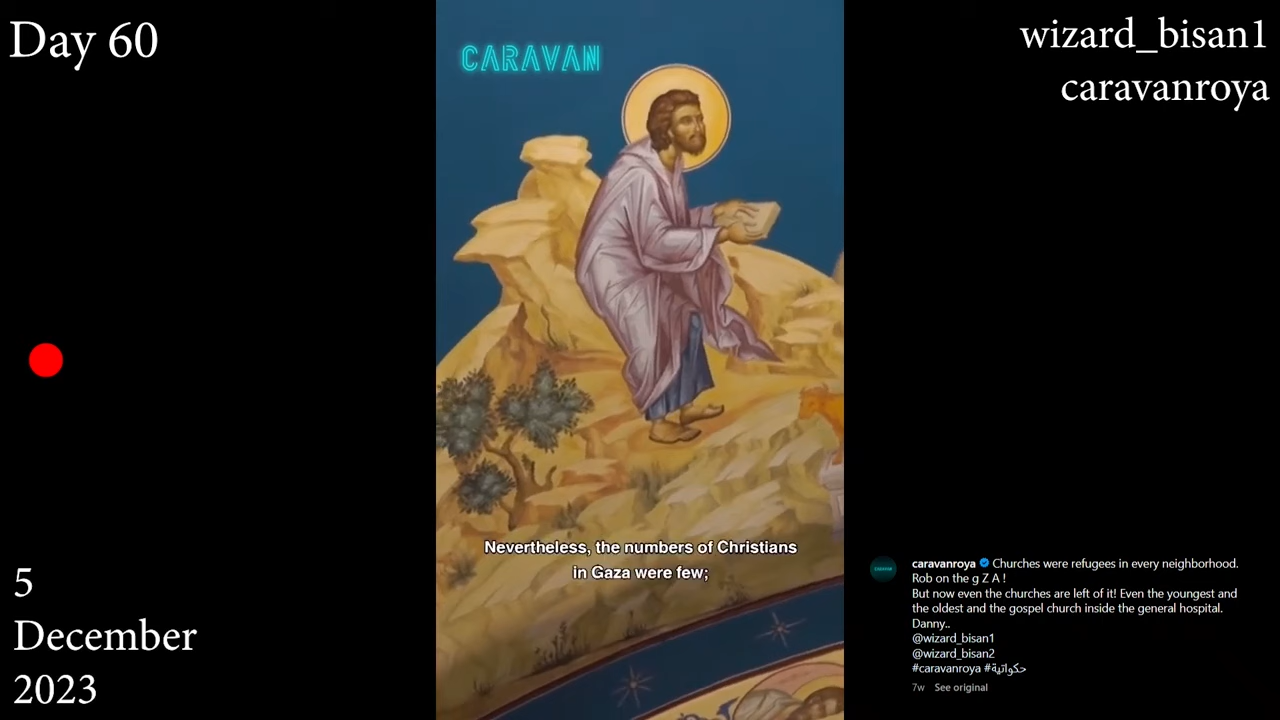 Day 60
CARAVAN
wizard_bisan1
caravanroya
Nevertheless, the numbers of Christians
in Gaza were few;
5
December
2023
caravanroya Churches were refugees in every neighborhood.
Rob on the g Z A !
But now even the churches are left of it! Even the youngest and
the oldest and the gospel church inside the general hospital.
Danny..
@wizard_bisan1
@wizard_bisan2
#caravanroya #حكواتية
7w See original